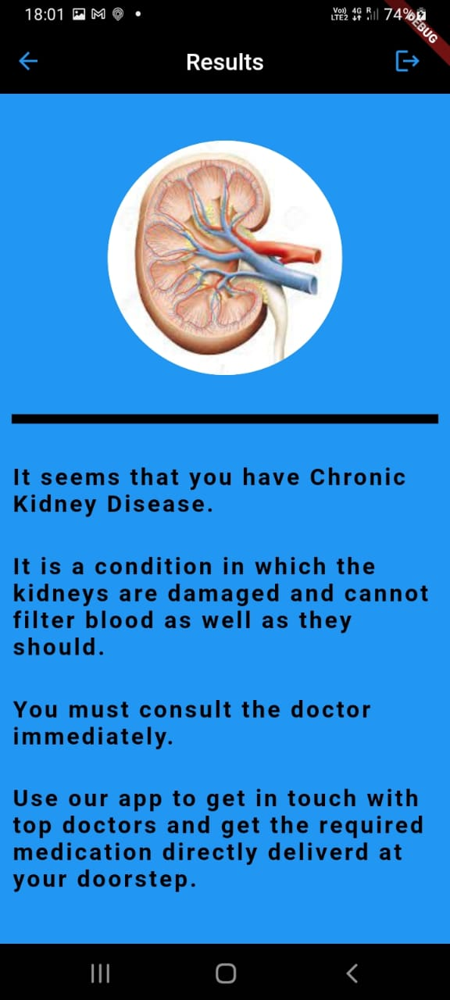 18:01 Vo)) LTE2 4G R 74%
DEBUG
Results
It seems that you have Chronic
Kidney Disease.
It is a condition in which the
kidneys are damaged and cannot
filter blood as well as they
should.
You must consult the doctor
immediately.
Use our app to get in touch with
top doctors and get the required
medication directly deliverd at
your doorstep.